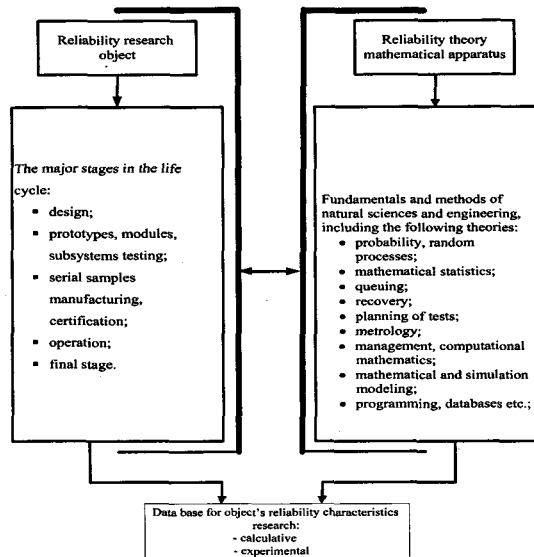 Reliability research
object
Reliability theory
mathematical apparatus
The major stages in the life
cycle:
▪ design;
▪ prototypes, modules,
subsystems testing;
▪ serial samples
manufacturing,
certification;
▪ operation;
▪ final stage.
Fundamentals and methods of
natural sciences and engineering,
including the following theories:
• probability, random
processes;
• mathematical statistics;
• queuing;
• recovery;
• planning of tests;
• metrology;
• management, computational
mathematics;
• mathematical and simulation
modeling;
• programming, databases etc.;
Data base for object's reliability characteristics
research:
- calculative
- experimental